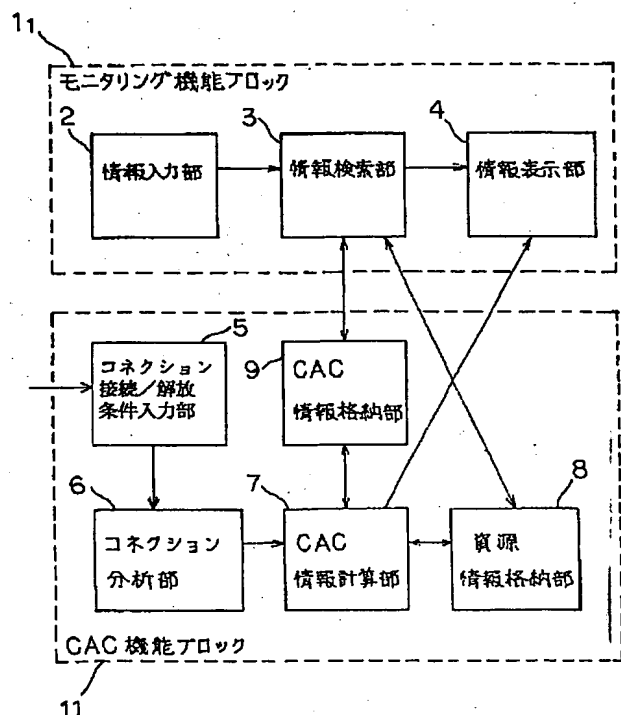 11
モニタリング機能ブロック
2
3
4
情報入力部
情報検索部
情報表示部
5
コネクション
接続/解放
条件入力部
9
CAC
情報格納部
6
コネクション
分析部
7
CAC
情報計算部
8
資源
情報格納部
CAC機能ブロック
11